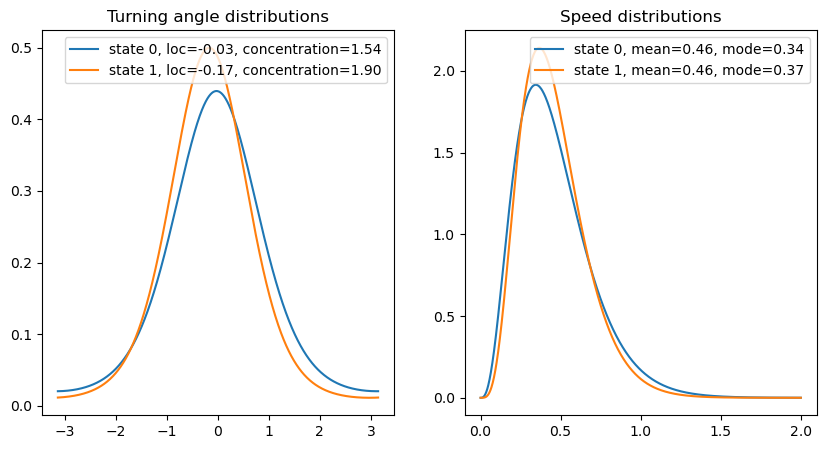 Turning angle distributions
state 0, loc=-0.03, concentration=1.54
state 1, loc=-0.17, concentration=1.90
0.5
0.4
0.3
0.2
0.1
0.0
−3 −2 −1 0 1 2 3
Speed distributions
state 0, mean=0.46, mode=0.34
state 1, mean=0.46, mode=0.37
2.0
1.5
1.0
0.5
0.0
0.0 0.5 1.0 1.5 2.0